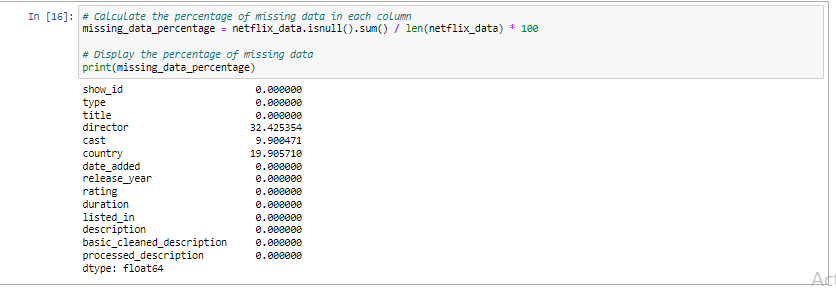 In [16]: # Calculate the percentage of missing data in each column
missing_data_percentage = netflix_data.isnull().sum() / len(netflix_data) * 100
# Display the percentage of missing data
print(missing_data_percentage)
show_id 0.000000
type 0.000000
title 0.000000
director 32.425354
cast 9.900471
country 19.905710
date_added 0.000000
release_year 0.000000
rating 0.000000
duration 0.000000
listed_in 0.000000
description 0.000000
basic_cleaned_description 0.000000
processed_description 0.000000
dtype: float64